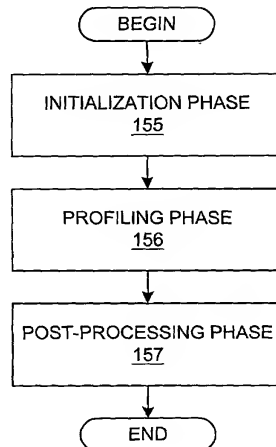 BEGIN
INITIALIZATION PHASE
155
PROFILING PHASE
156
POST-PROCESSING PHASE
157
END